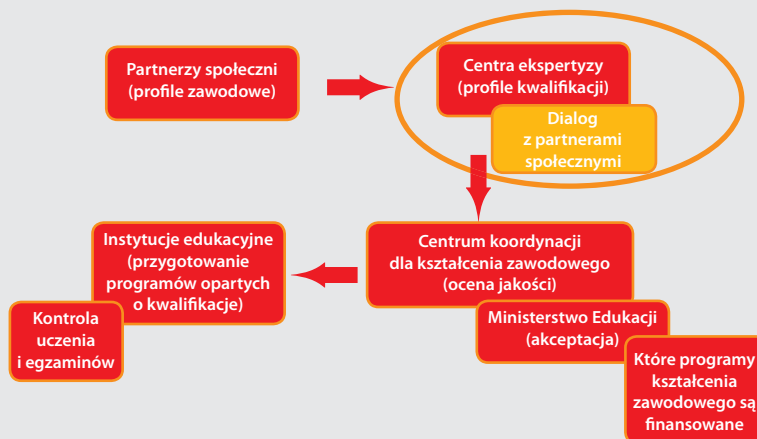 Partnerzy społeczni
(profile zawodowe)
Centra ekspertyzy
(profile kwalifikacji)
Dialog
z partnerami
społecznymi
Centrum koordynacji
dla kształcenia zawodowego
(ocena jakości)
Ministerstwo Edukacji
(akceptacja)
Które programy
kształcenia
zawodowego są
finansowane
Instytucje edukacyjne
(przygotowanie
programów opartych
o kwalifikacje)
Kontrola
uczenia
i egzaminów